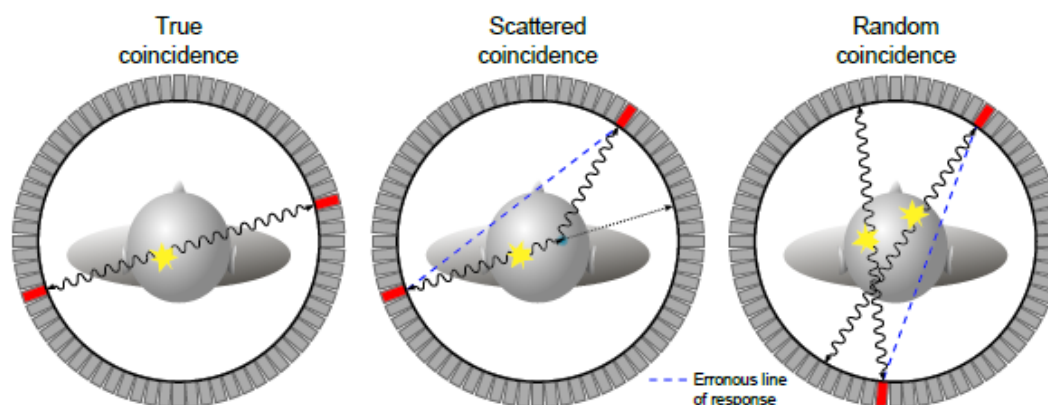 True
coincidence
Scattered
coincidence
Random
coincidence
Erronous line
of response